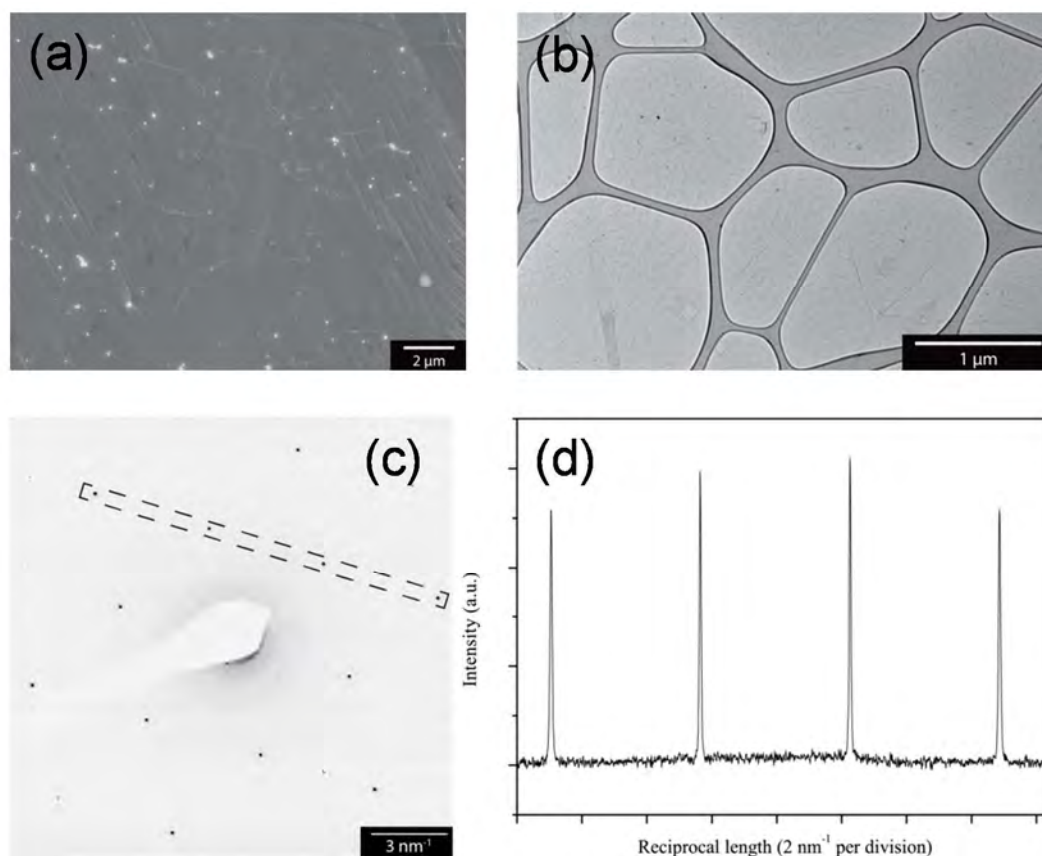 (a)
2 μm
(b)
1 μm
(c)
3 nm⁻¹
(d)
Intensity (a.u.)
Reciprocal length (2 nm⁻¹ per division)